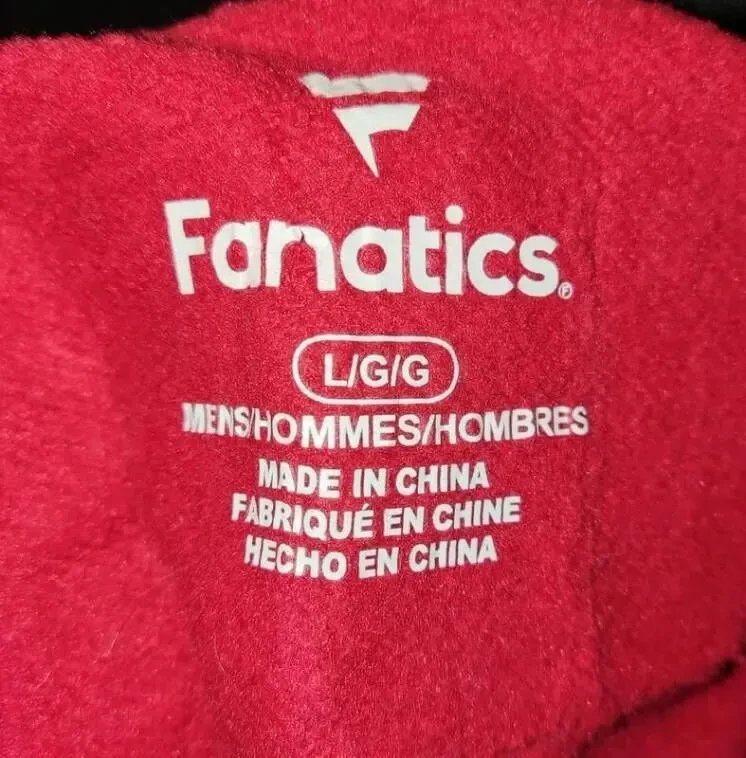 Fanatics®
L/G/G
MENS/HOMMES/HOMBRES
MADE IN CHINA
FABRIQUÉ EN CHINE
HECHO EN CHINA